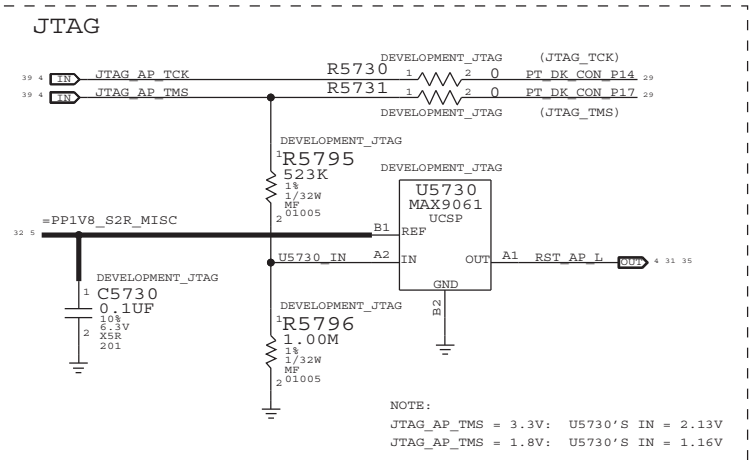 JTAG
DEVELOPMENT_JTAG (JTAG_TCK)
39 4 IN JTAG_AP_TCK R5730 1 2 0 PT_DK_CON_P14 29
39 4 IN JTAG_AP_TMS R5731 1 2 0 PT_DK_CON_P17 29
DEVELOPMENT_JTAG (JTAG_TMS)
DEVELOPMENT_JTAG
1 R5795
523K
1%
1/32W
MF
2 01005
DEVELOPMENT_JTAG
U5730
MAX9061
UCSP
=PP1V8_S2R_MISC
32 5
B1 REF
U5730_IN A2 IN OUT A1 RST_AP_L OUT 4 31 35
GND
B2
DEVELOPMENT_JTAG
1 C5730
0.1UF
10%
6.3V
2 X5R
201
DEVELOPMENT_JTAG
1 R5796
1.00M
1%
1/32W
MF
2 01005
NOTE:
JTAG_AP_TMS = 3.3V: U5730'S IN = 2.13V
JTAG_AP_TMS = 1.8V: U5730'S IN = 1.16V